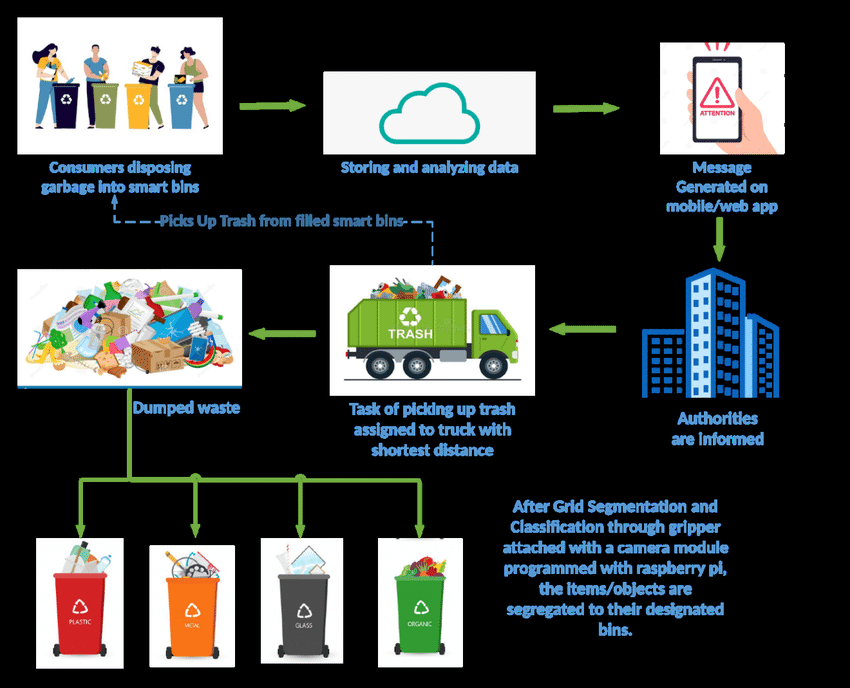 ATTENTION
Consumers disposing
garbage into smart bins
Storing and analyzing data
Message
Generated on
mobile/web app
Picks Up Trash from filled smart bins
TRASH
Dumped waste
Task of picking up trash
assigned to truck with
shortest distance
Authorities
are informed
After Grid Segmentation and
Classification through gripper
attached with a camera module
programmed with raspberry pi,
the items/objects are
segregated to their designated
bins.
PLASTIC
METAL
GLASS
ORGANIC